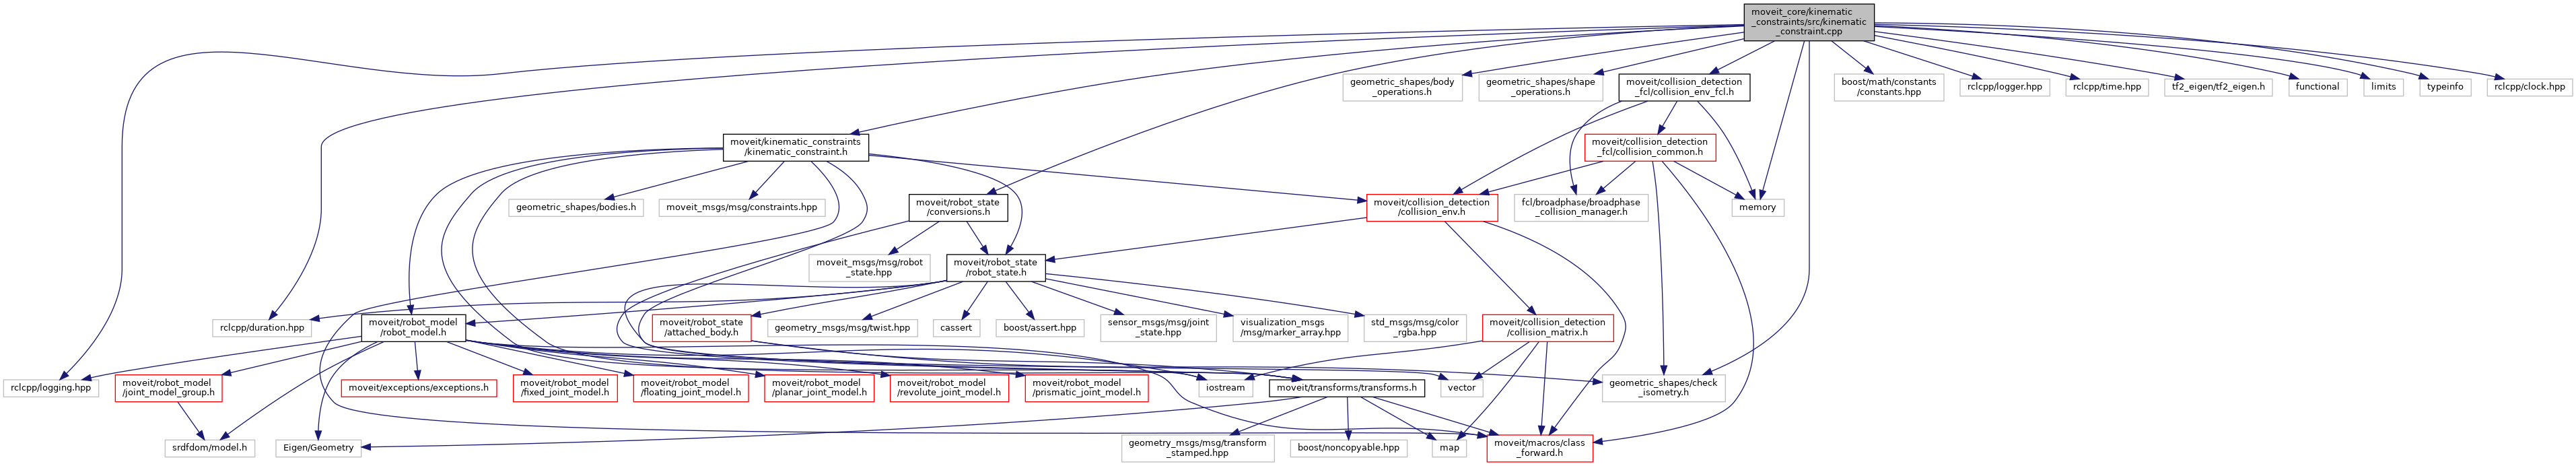 moveit_core/kinematic
_constraints/src/kinematic
_constraint.cpp
geometric_shapes/body
_operations.h
geometric_shapes/shape
_operations.h
moveit/collision_detection
_fcl/collision_env_fcl.h
boost/math/constants
/constants.hpp
rclcpp/logger.hpp
rclcpp/time.hpp
tf2_eigen/tf2_eigen.h
functional
limits
typeinfo
rclcpp/clock.hpp
moveit/kinematic_constraints
/kinematic_constraint.h
moveit/collision_detection
_fcl/collision_common.h
geometric_shapes/bodies.h
moveit_msgs/msg/constraints.hpp
moveit/robot_state
/conversions.h
moveit/collision_detection
/collision_env.h
fcl/broadphase/broadphase
_collision_manager.h
memory
moveit_msgs/msg/robot
_state.hpp
moveit/robot_state
/robot_state.h
rclcpp/duration.hpp
moveit/robot_model
/robot_model.h
moveit/robot_state
/attached_body.h
geometry_msgs/msg/twist.hpp
cassert
boost/assert.hpp
sensor_msgs/msg/joint
_state.hpp
visualization_msgs
/msg/marker_array.hpp
std_msgs/msg/color
_rgba.hpp
moveit/collision_detection
/collision_matrix.h
rclcpp/logging.hpp
moveit/robot_model
/joint_model_group.h
moveit/exceptions/exceptions.h
moveit/robot_model
/fixed_joint_model.h
moveit/robot_model
/floating_joint_model.h
moveit/robot_model
/planar_joint_model.h
moveit/robot_model
/revolute_joint_model.h
moveit/robot_model
/prismatic_joint_model.h
iostream
moveit/transforms/transforms.h
vector
geometric_shapes/check
_isometry.h
srdfdom/model.h
Eigen/Geometry
geometry_msgs/msg/transform
_stamped.hpp
boost/noncopyable.hpp
map
moveit/macros/class
_forward.h